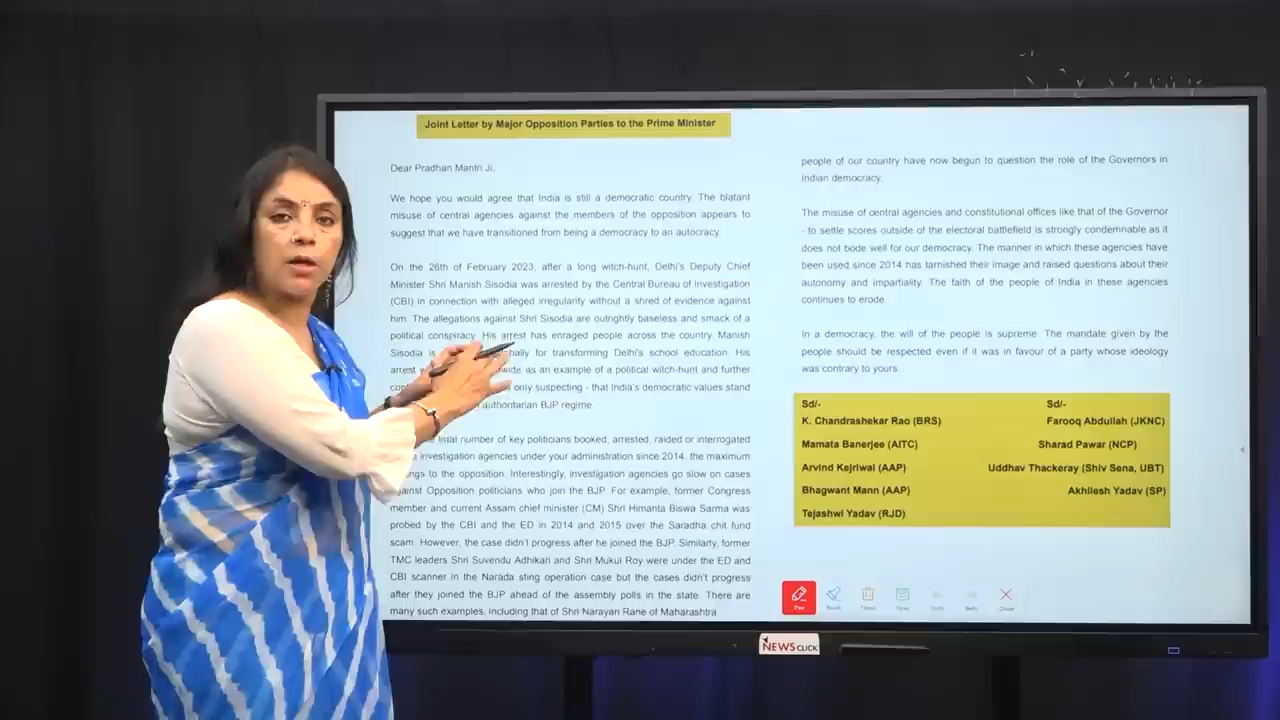 Joint Letter by Major Opposition Parties to the Prime Minister
Dear Pradhan Mantri Ji,
We hope you would agree that India is still a democratic country. The blatant
misuse of central agencies against the members of the opposition appears to
suggest that we have transitioned from being a democracy to an autocracy.
On the 26th of February 2023, after a long witch-hunt, Delhi's Deputy Chief
Minister Shri Manish Sisodia was arrested by the Central Bureau of Investigation
(CBI) in connection with alleged irregularity without a shred of evidence against
him. The allegations against Shri Sisodia are outrightly baseless and smack of a
political conspiracy. His arrest has enraged people across the country. Manish
Sisodia is for transforming Delhi's school education. His
arrest as an example of a political witch-hunt and further
only suspecting - that India's democratic values stand
authoritarian BJP regime.
total number of key politicians booked, arrested, raided or interrogated
investigation agencies under your administration since 2014, the maximum
to the opposition. Interestingly, investigation agencies go slow on cases
against Opposition politicians who join the BJP. For example, former Congress
member and current Assam chief minister (CM) Shri Himanta Biswa Sarma was
probed by the CBI and the ED in 2014 and 2015 over the Saradha chit fund
scam. However, the case didn't progress after he joined the BJP. Similarly, former
TMC leaders Shri Suvendu Adhikari and Shri Mukul Roy were under the ED and
CBI scanner in the Narada sting operation case but the cases didn't progress
after they joined the BJP ahead of the assembly polls in the state. There are
many such examples, including that of Shri Narayan Rane of Maharashtra
people of our country have now begun to question the role of the Governors in
Indian democracy.
The misuse of central agencies and constitutional offices like that of the Governor
- to settle scores outside of the electoral battlefield is strongly condemnable as it
does not bode well for our democracy. The manner in which these agencies have
been used since 2014 has tarnished their image and raised questions about their
autonomy and impartiality. The faith of the people of India in these agencies
continues to erode.
In a democracy, the will of the people is supreme. The mandate given by the
people should be respected even if it was in favour of a party whose ideology
was contrary to yours.
Sd/- Sd/-
K. Chandrashekar Rao (BRS) Farooq Abdullah (JKNC)
Mamata Banerjee (AITC) Sharad Pawar (NCP)
Arvind Kejriwal (AAP) Uddhav Thackeray (Shiv Sena, UBT)
Bhagwant Mann (AAP) Akhilesh Yadav (SP)
Tejashwi Yadav (RJD)
Pen
NEWSCLICK